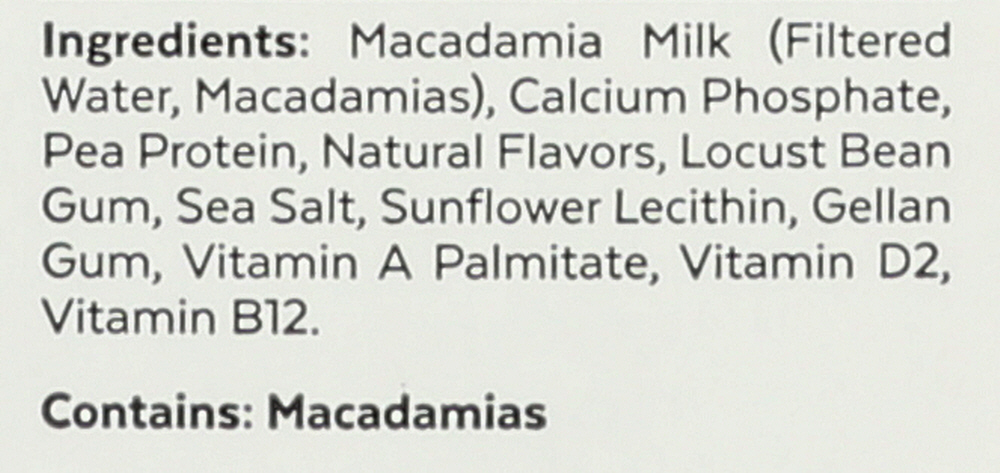 Ingredients: Macadamia Milk (Filtered
Water, Macadamias), Calcium Phosphate,
Pea Protein, Natural Flavors, Locust Bean
Gum, Sea Salt, Sunflower Lecithin, Gellan
Gum, Vitamin A Palmitate, Vitamin D2,
Vitamin B12.
Contains: Macadamias